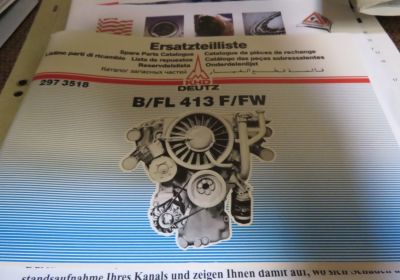 Ersatzteilliste
Spare Parts Catalogue Catalogue de pièces de rechange
Listino parti di ricambio Lista de repuestos Catálogo das peças sobresselentes
Reservdelslista Onderdelenlijst
Каталог запасных частей
297 3518
KHD
DEUTZ
B/FL 413 F/FW
standsaufnahme Ihres Kanals und zeigen Ihnen damit auf, wo sich